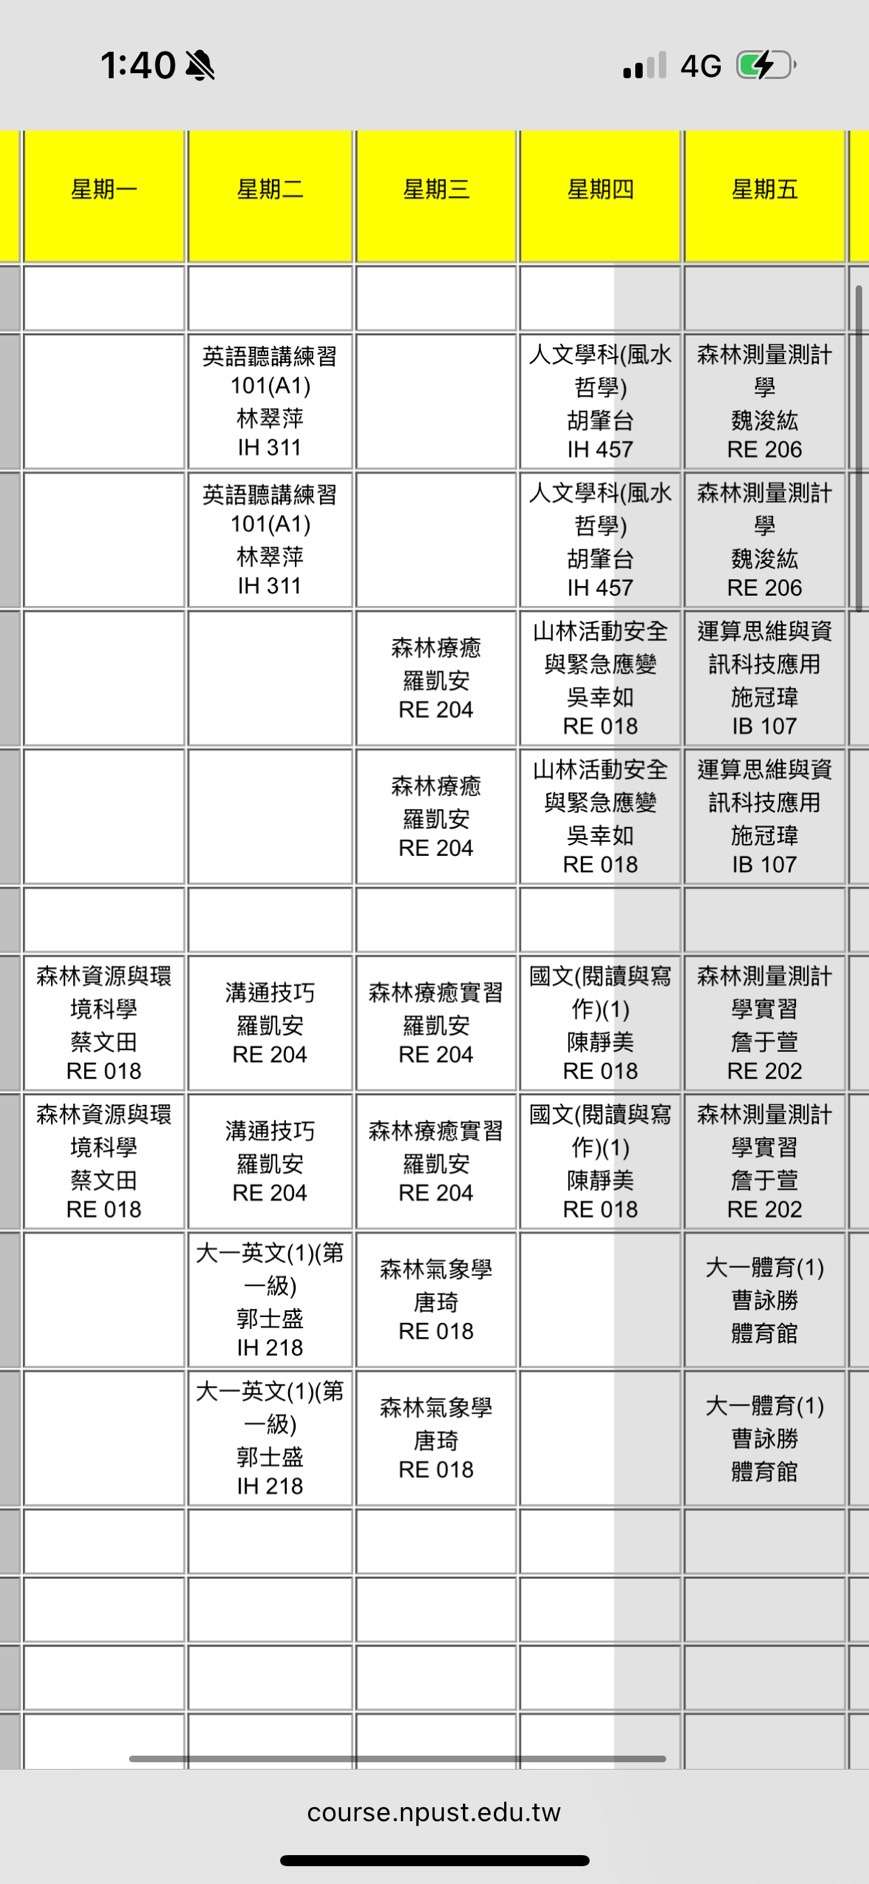 1:40
4G
星期一
星期二
星期三
星期四
星期五
英語聽講練習
101(A1)
林翠萍
IH 311
人文學科(風水
哲學)
胡肇台
IH 457
森林測量測計
學
魏浚紘
RE 206
英語聽講練習
101(A1)
林翠萍
IH 311
人文學科(風水
哲學)
胡肇台
IH 457
森林測量測計
學
魏浚紘
RE 206
森林療癒
羅凱安
RE 204
山林活動安全
與緊急應變
吳幸如
RE 018
運算思維與資
訊科技應用
施冠瑋
IB 107
森林療癒
羅凱安
RE 204
山林活動安全
與緊急應變
吳幸如
RE 018
運算思維與資
訊科技應用
施冠瑋
IB 107
森林資源與環
境科學
蔡文田
RE 018
溝通技巧
羅凱安
RE 204
森林療癒實習
羅凱安
RE 204
國文(閱讀與寫
作)(1)
陳靜美
RE 018
森林測量測計
學實習
詹于萱
RE 202
森林資源與環
境科學
蔡文田
RE 018
溝通技巧
羅凱安
RE 204
森林療癒實習
羅凱安
RE 204
國文(閱讀與寫
作)(1)
陳靜美
RE 018
森林測量測計
學實習
詹于萱
RE 202
大一英文(1)(第
一級)
郭士盛
IH 218
森林氣象學
唐琦
RE 018
大一體育(1)
曹詠勝
體育館
大一英文(1)(第
一級)
郭士盛
IH 218
森林氣象學
唐琦
RE 018
大一體育(1)
曹詠勝
體育館
course.npust.edu.tw